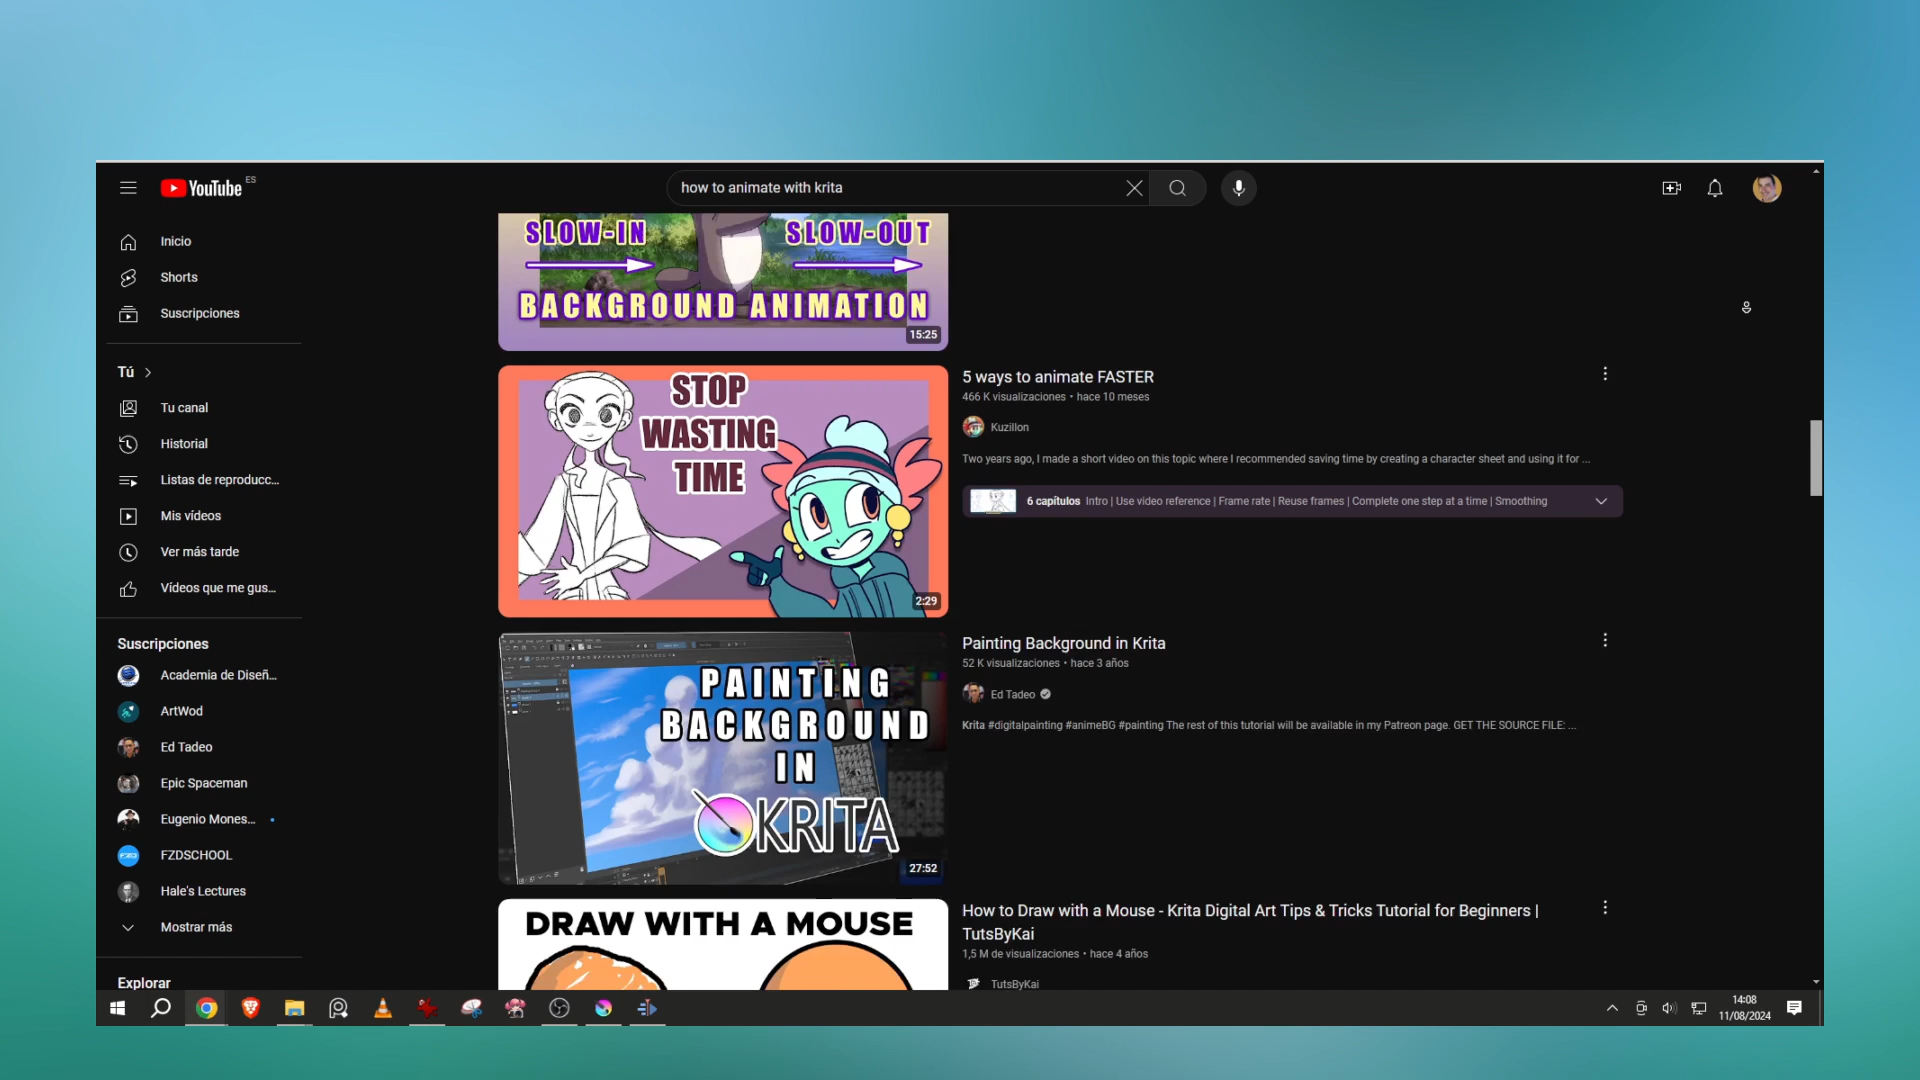 YouTube ES
how to animate with krita
Inicio
Shorts
Suscripciones
Tú
Tu canal
Historial
Listas de reproducc...
Mis vídeos
Ver más tarde
Vídeos que me gus...
Suscripciones
Academia de Diseñ...
ArtWod
Ed Tadeo
Epic Spaceman
Eugenio Mones...
FZDSCHOOL
Hale's Lectures
Mostrar más
Explorar
SLOW-IN SLOW-OUT
BACKGROUND ANIMATION
15:25
STOP
WASTING
TIME
2:29
5 ways to animate FASTER
466 K visualizaciones • hace 10 meses
Kuzillon
Two years ago, I made a short video on this topic where I recommended saving time by creating a character sheet and using it for ...
6 capítulos Intro | Use video reference | Frame rate | Reuse frames | Complete one step at a time | Smoothing
PAINTING
BACKGROUND
IN
KRITA
27:52
Painting Background in Krita
52 K visualizaciones • hace 3 años
Ed Tadeo
Krita #digitalpainting #animeBG #painting The rest of this tutorial will be available in my Patreon page. GET THE SOURCE FILE: ...
DRAW WITH A MOUSE
How to Draw with a Mouse - Krita Digital Art Tips & Tricks Tutorial for Beginners |
TutsByKai
1,5 M de visualizaciones • hace 4 años
TutsByKai
14:08
11/08/2024